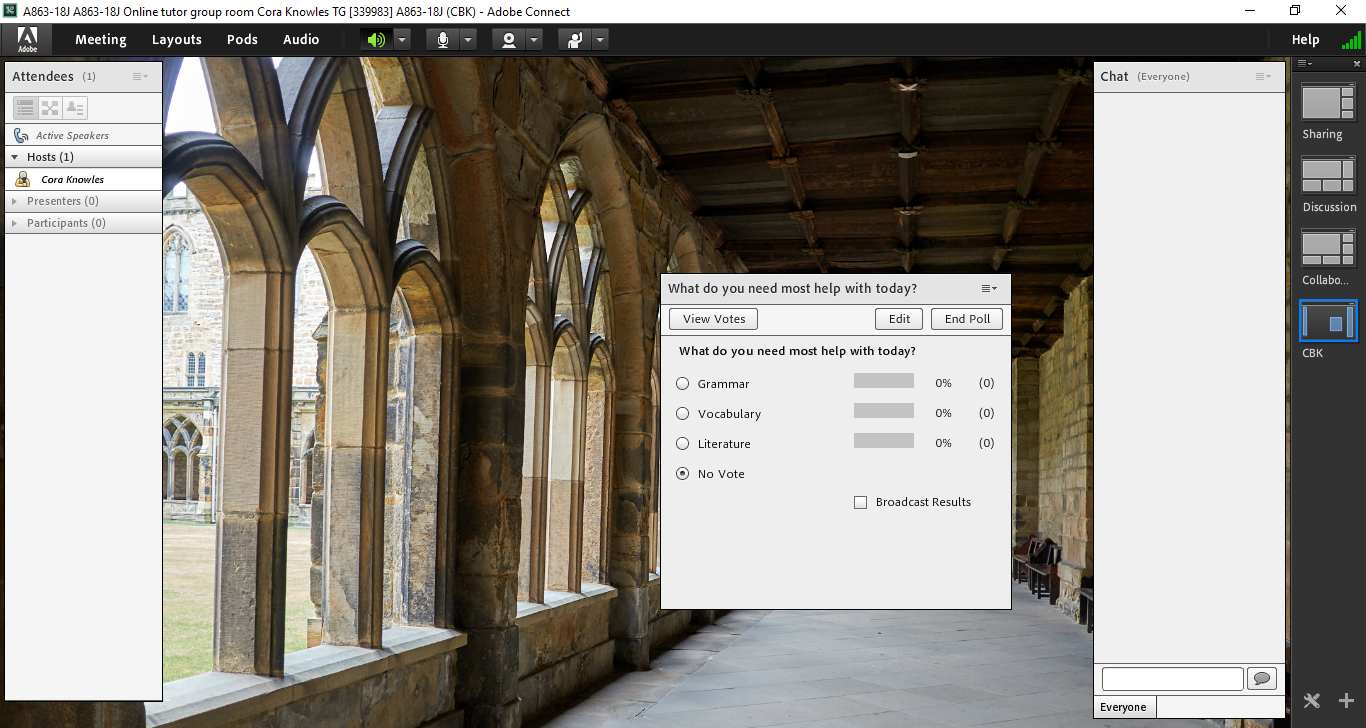 A863-18J A863-18J Online tutor group room Cora Knowles TG [339983] A863-18J (CBK) - Adobe Connect
Adobe
Meeting Layouts Pods Audio
Help
Attendees (1)
Active Speakers
Hosts (1)
Cora Knowles
Presenters (0)
Participants (0)
What do you need most help with today?
View Votes Edit End Poll
What do you need most help with today?
Grammar 0% (0)
Vocabulary 0% (0)
Literature 0% (0)
No Vote
Broadcast Results
Chat (Everyone)
Everyone
Sharing
Discussion
Collabo...
CBK